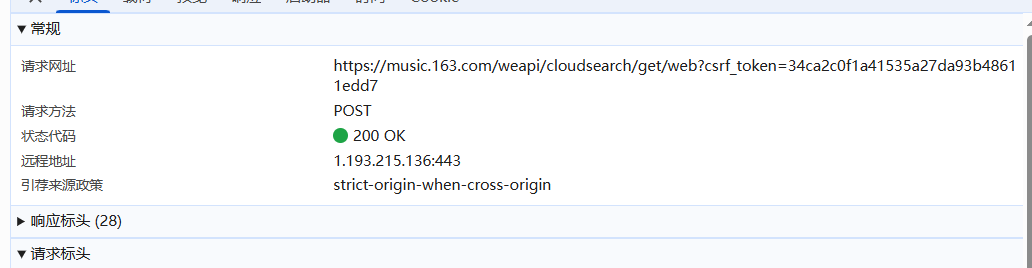 ▼常规
请求网址 https://music.163.com/weapi/cloudsearch/get/web?csrf_token=34ca2c0f1a41535a27da93b4861
1edd7
请求方法 POST
状态代码 200 OK
远程地址 1.193.215.136:443
引荐来源政策 strict-origin-when-cross-origin
▶响应标头 (28)
▼请求标头